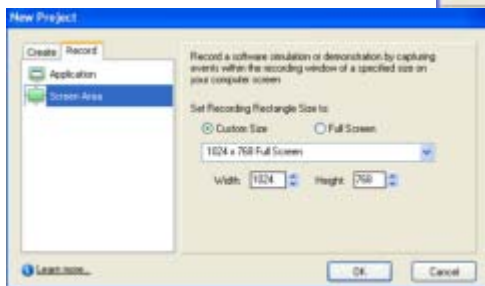 New Project
Create Record
Application
Screen Area
Record a software simulation or demonstration by capturing
events within the recording window of a specified size on
your computer screen
Set Recording Rectangle Size to:
Custom Size Full Screen
1024 x 768 Full Screen
Width: 1024 Height: 768
Learn more...
OK Cancel